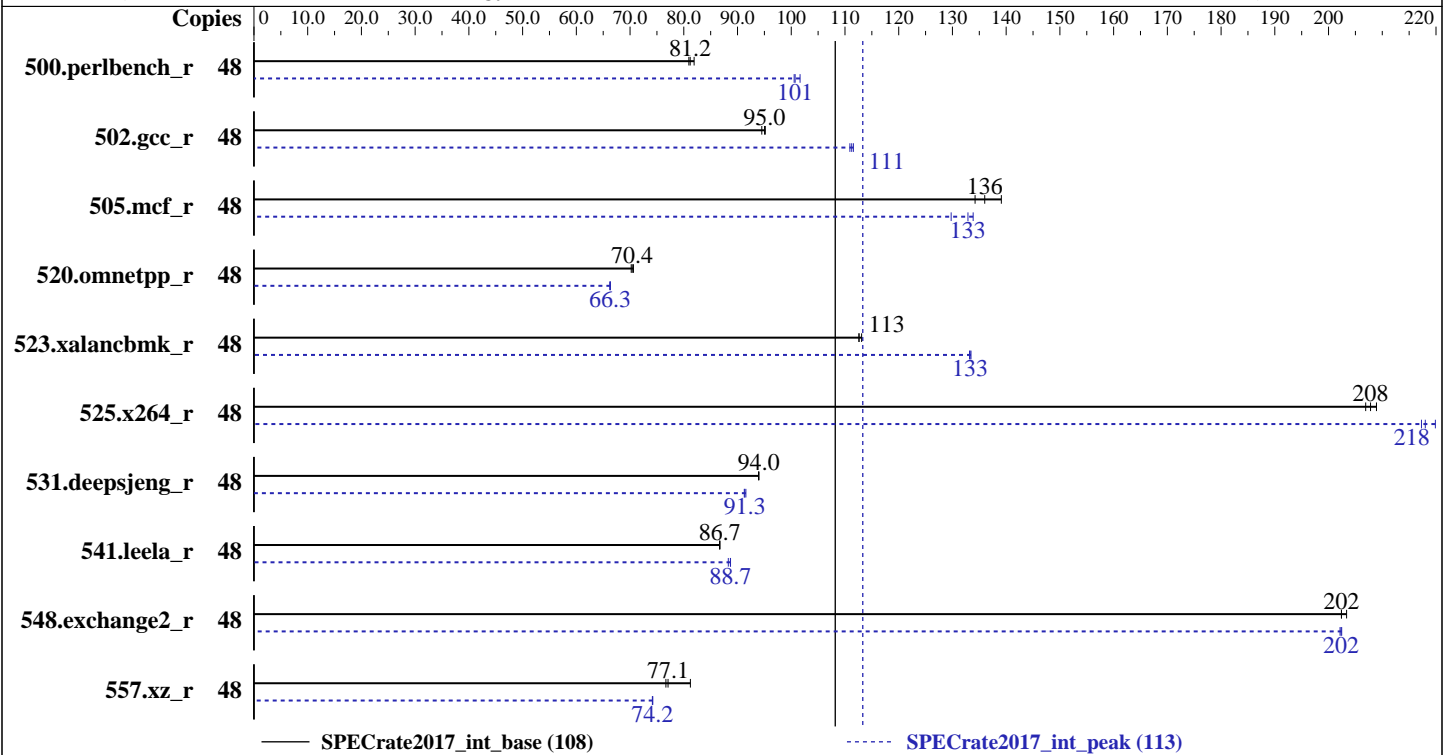 Copies 0 10.0 20.0 30.0 40.0 50.0 60.0 70.0 80.0 90.0 100 110 120 130 140 150 160 170 180 190 200 220
500.perlbench_r 48 81.2
101
502.gcc_r 48 95.0
111
505.mcf_r 48 136
133
520.omnetpp_r 48 70.4
66.3
523.xalancbmk_r 48 113
133
525.x264_r 48 208
218
531.deepsjeng_r 48 94.0
91.3
541.leela_r 48 86.7
88.7
548.exchange2_r 48 202
202
557.xz_r 48 77.1
74.2
SPECrate2017_int_base (108) SPECrate2017_int_peak (113)